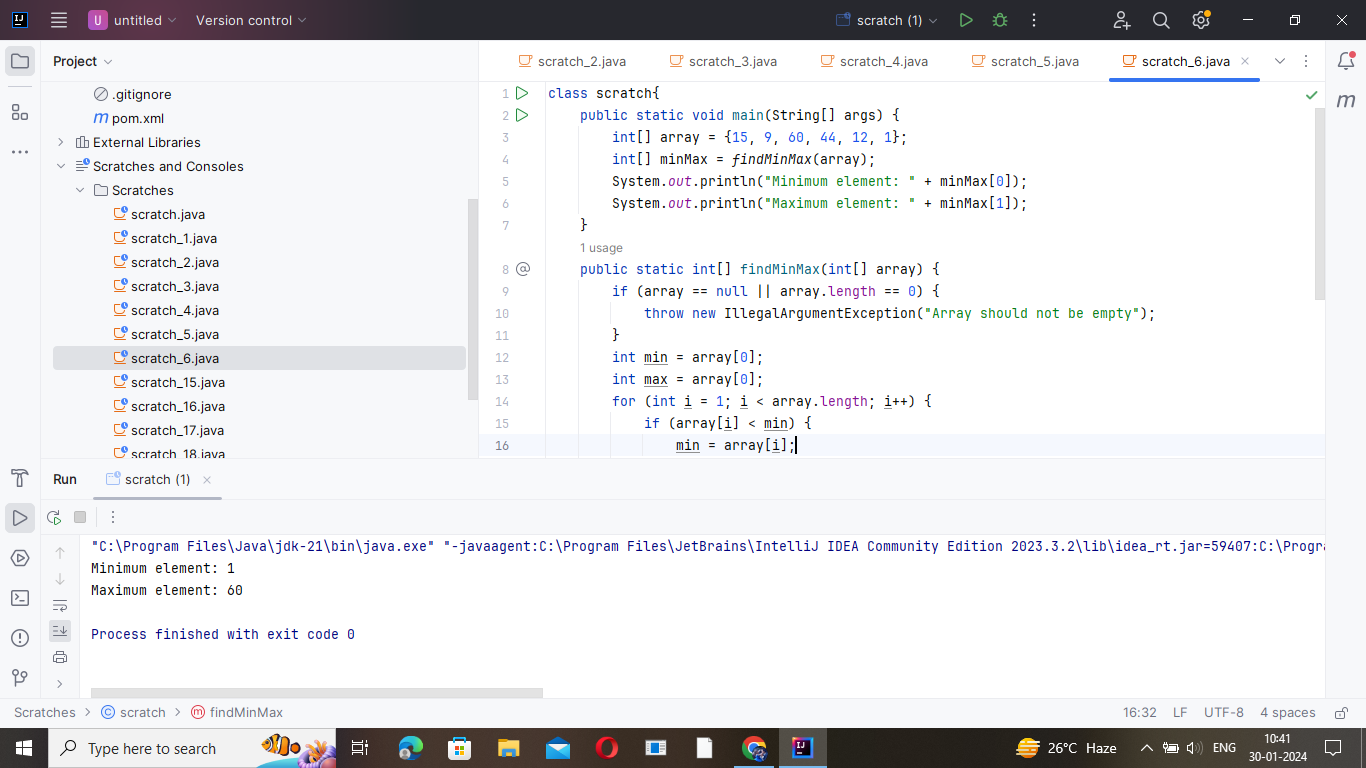 U untitled Version control scratch (1)
Project
.gitignore
m pom.xml
External Libraries
Scratches and Consoles
Scratches
scratch.java
scratch_1.java
scratch_2.java
scratch_3.java
scratch_4.java
scratch_5.java
scratch_6.java
scratch_15.java
scratch_16.java
scratch_17.java
scratch_18.java
scratch_2.java scratch_3.java scratch_4.java scratch_5.java scratch_6.java
1 class scratch{
2 public static void main(String[] args) {
3 int[] array = {15, 9, 60, 44, 12, 1};
4 int[] minMax = findMinMax(array);
5 System.out.println("Minimum element: " + minMax[0]);
6 System.out.println("Maximum element: " + minMax[1]);
7 }
1 usage
8 @ public static int[] findMinMax(int[] array) {
9 if (array == null || array.length == 0) {
10 throw new IllegalArgumentException("Array should not be empty");
11 }
12 int min = array[0];
13 int max = array[0];
14 for (int i = 1; i < array.length; i++) {
15 if (array[i] < min) {
16 min = array[i];
m
Run scratch (1)
"C:\Program Files\Java\jdk-21\bin\java.exe" "-javaagent:C:\Program Files\JetBrains\IntelliJ IDEA Community Edition 2023.3.2\lib\idea_rt.jar=59407:C:\Progra
Minimum element: 1
Maximum element: 60
Process finished with exit code 0
Scratches > scratch > findMinMax 16:32 LF UTF-8 4 spaces
Type here to search 26°C Haze ENG 10:41
30-01-2024